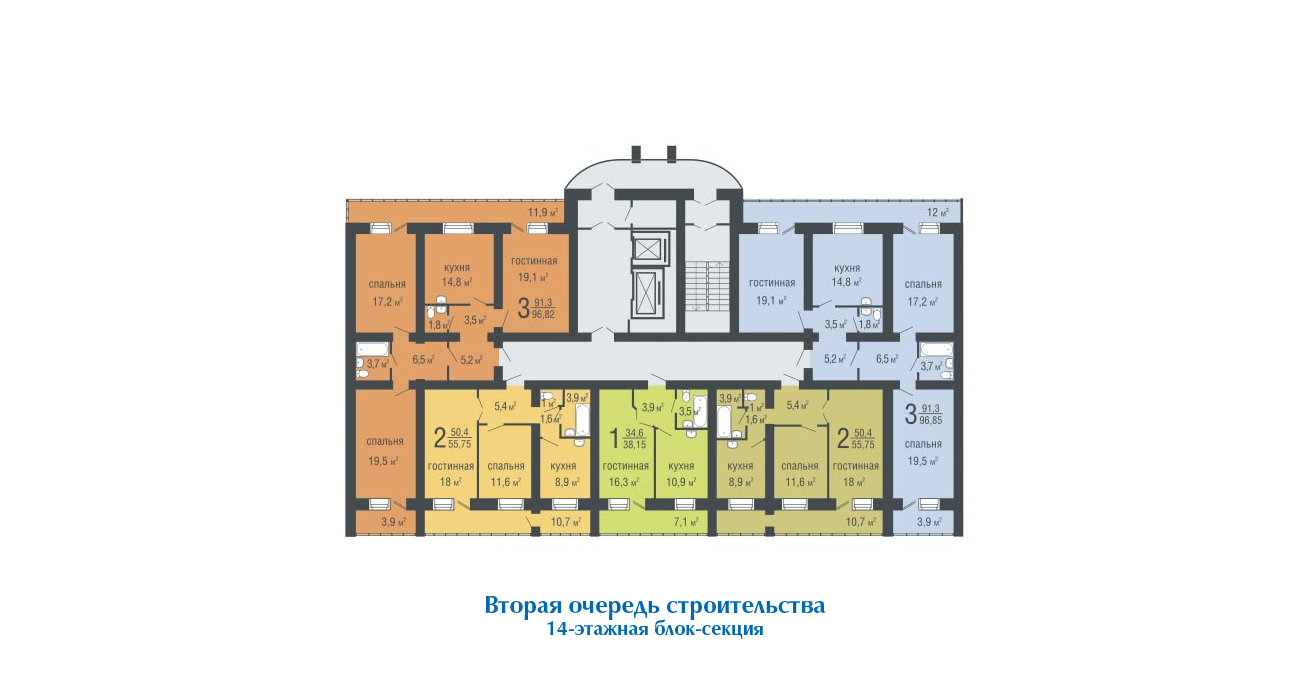 11,9 м²
12 м²
спальня
17,2 м²
кухня
14,8 м²
гостинная
19,1 м²
3 91.3
96,82
1,8 м²
3,5 м²
3,7 м²
6,5 м²
5,2 м²
гостинная
19,1 м²
кухня
14,8 м²
спальня
17,2 м²
3,5 м²
1,8 м²
5,2 м²
6,5 м²
3,7 м²
спальня
19,5 м²
3,9 м²
5,4 м²
1 м²
3,9 м²
1,6 м²
2 50.4
55,75
гостинная
18 м²
спальня
11,6 м²
кухня
8,9 м²
10,7 м²
3,9 м²
3,5 м²
1 34.6
38,15
гостинная
16,3 м²
кухня
10,9 м²
7,1 м²
3,9 м²
1 м²
1,6 м²
5,4 м²
2 50.4
55,75
кухня
8,9 м²
спальня
11,6 м²
гостинная
18 м²
10,7 м²
3 91.3
96,85
спальня
19,5 м²
3,9 м²
Вторая очередь строительства
14-этажная блок-секция